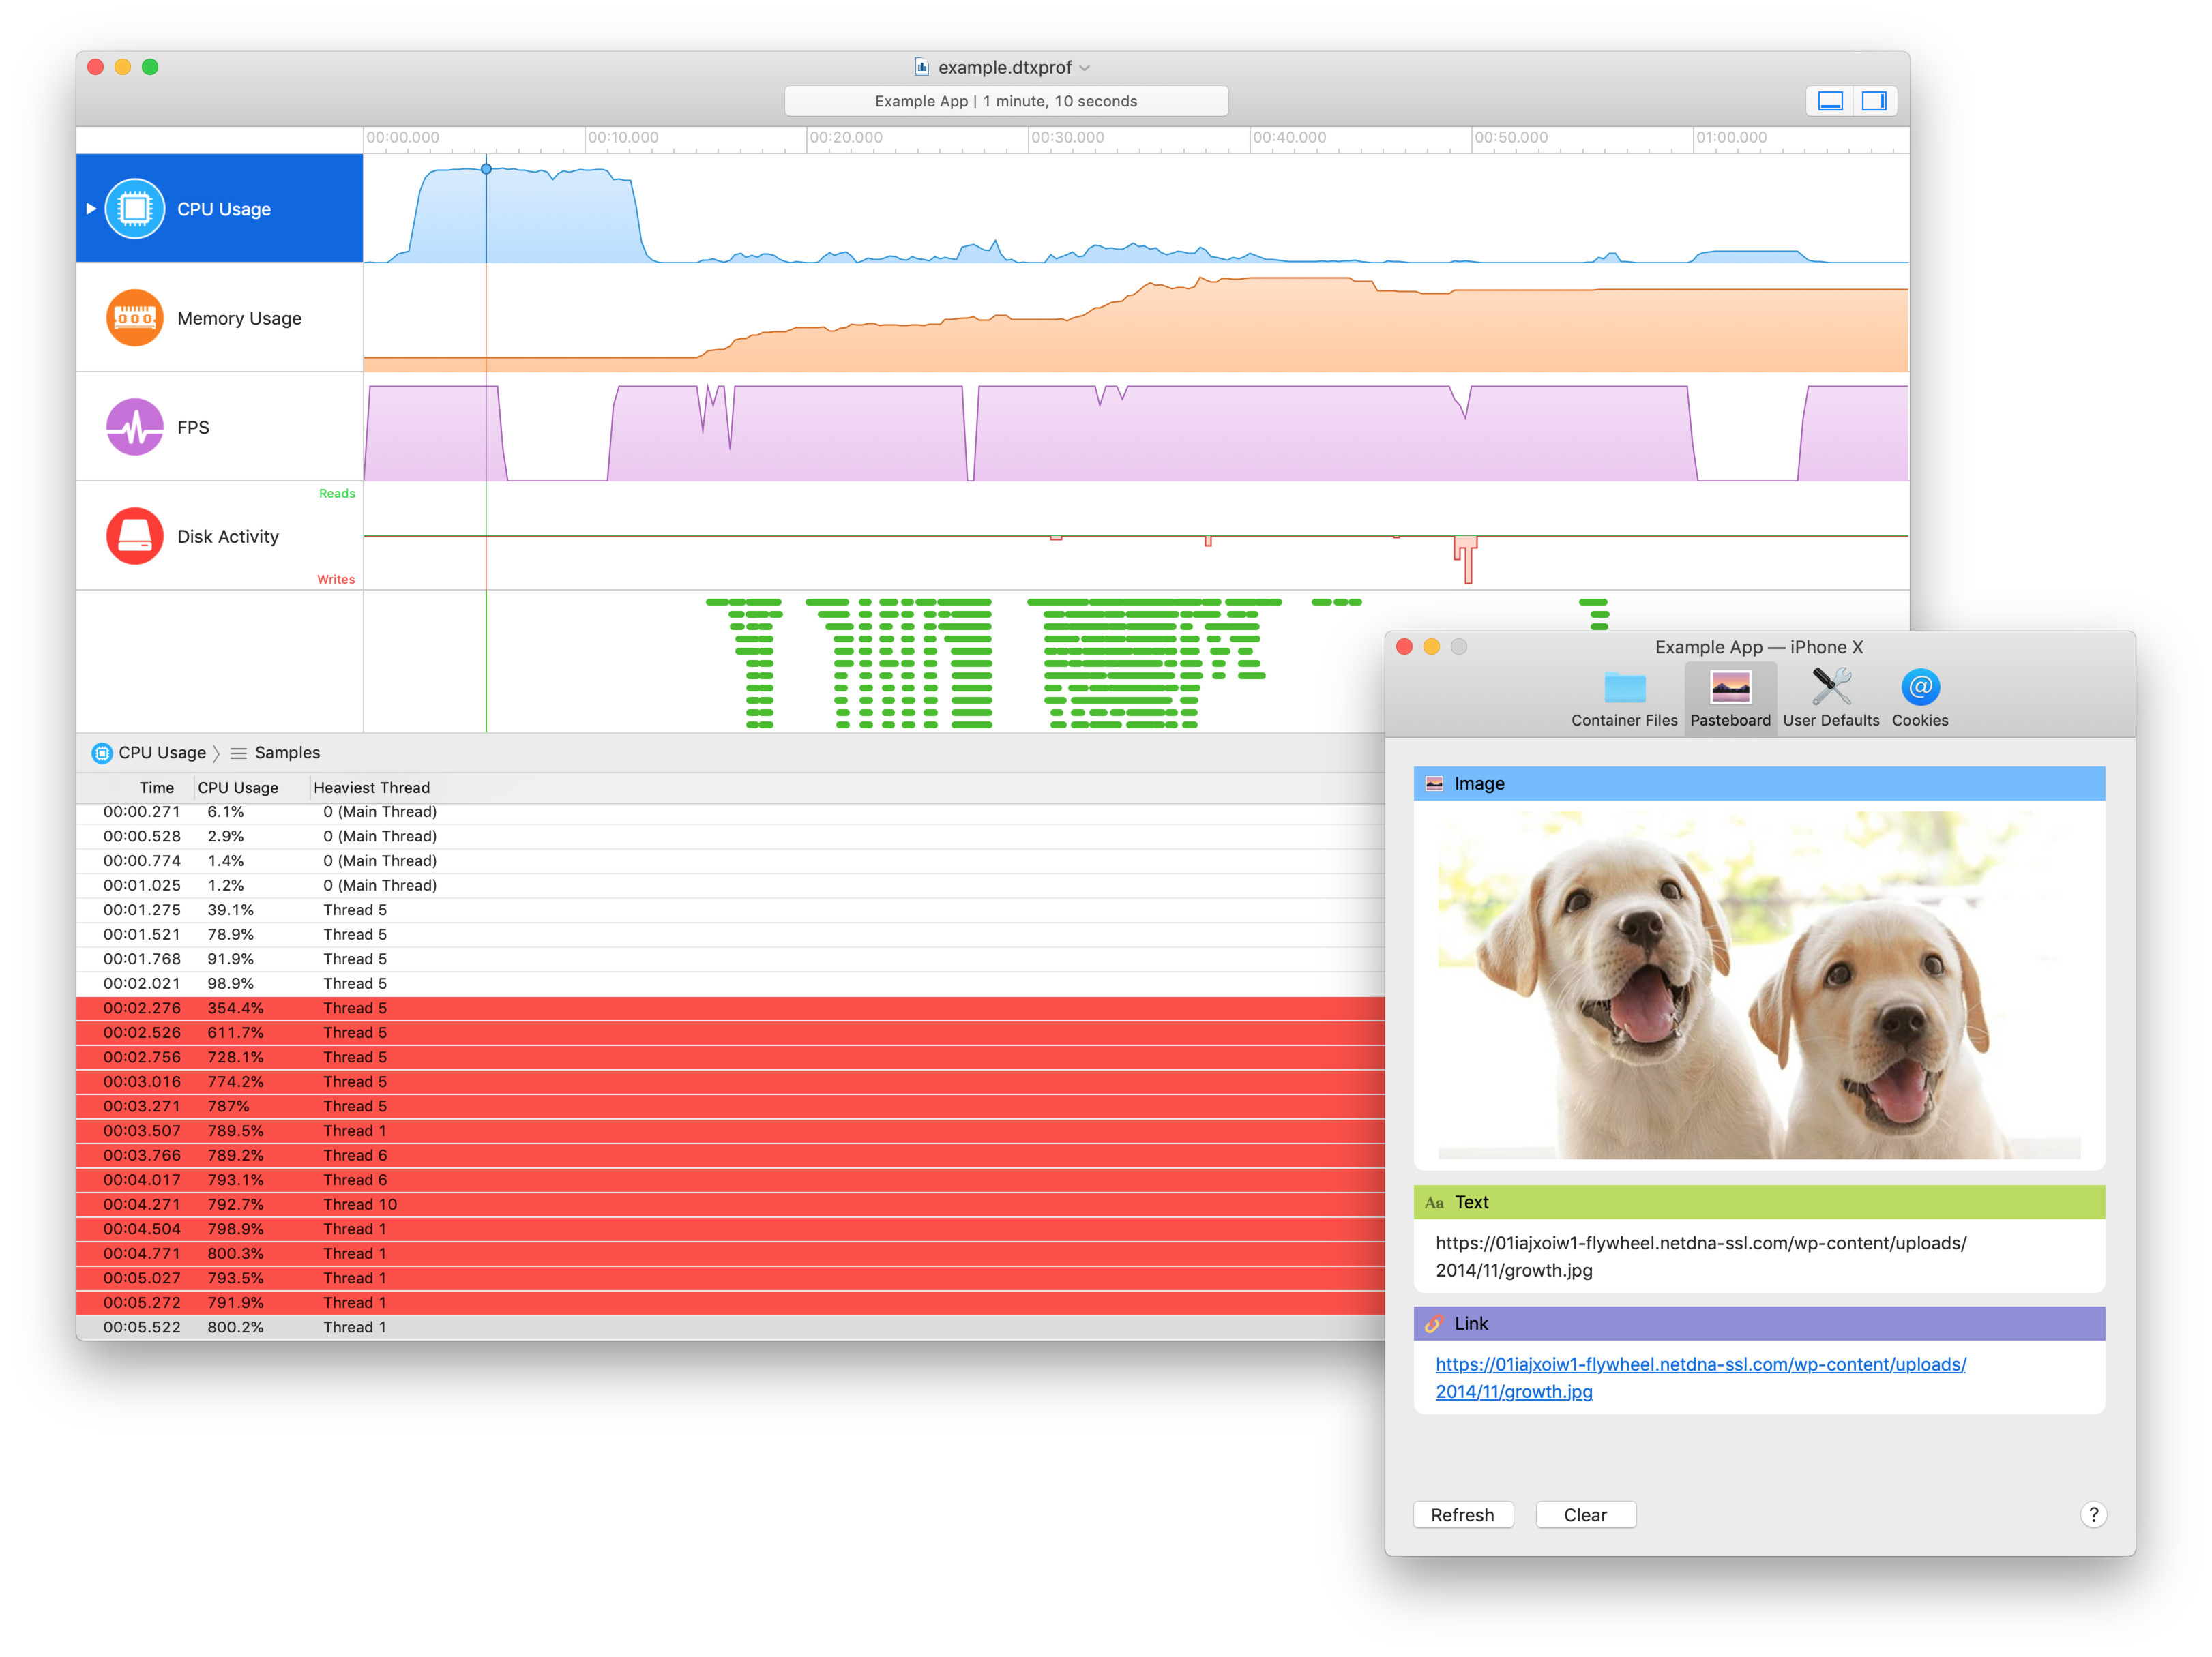 example.dtxprof
Example App | 1 minute, 10 seconds
00:00.000 00:10.000 00:20.000 00:30.000 00:40.000 00:50.000 01:00.000
CPU Usage
Memory Usage
FPS
Reads
Disk Activity
Writes
CPU Usage Samples
Time CPU Usage Heaviest Thread
00:00.271 6.1% 0 (Main Thread)
00:00.528 2.9% 0 (Main Thread)
00:00.774 1.4% 0 (Main Thread)
00:01.025 1.2% 0 (Main Thread)
00:01.275 39.1% Thread 5
00:01.521 78.9% Thread 5
00:01.768 91.9% Thread 5
00:02.021 98.9% Thread 5
00:02.276 354.4% Thread 5
00:02.526 611.7% Thread 5
00:02.756 728.1% Thread 5
00:03.016 774.2% Thread 5
00:03.271 787% Thread 5
00:03.507 789.5% Thread 1
00:03.766 789.2% Thread 6
00:04.017 793.1% Thread 6
00:04.271 792.7% Thread 10
00:04.504 798.9% Thread 1
00:04.771 800.3% Thread 1
00:05.027 793.5% Thread 1
00:05.272 791.9% Thread 1
00:05.522 800.2% Thread 1
Example App — iPhone X
Container Files Pasteboard User Defaults Cookies
Image
Aa Text
https://01iajxoiw1-flywheel.netdna-ssl.com/wp-content/uploads/
2014/11/growth.jpg
Link
https://01iajxoiw1-flywheel.netdna-ssl.com/wp-content/uploads/
2014/11/growth.jpg
Refresh Clear ?